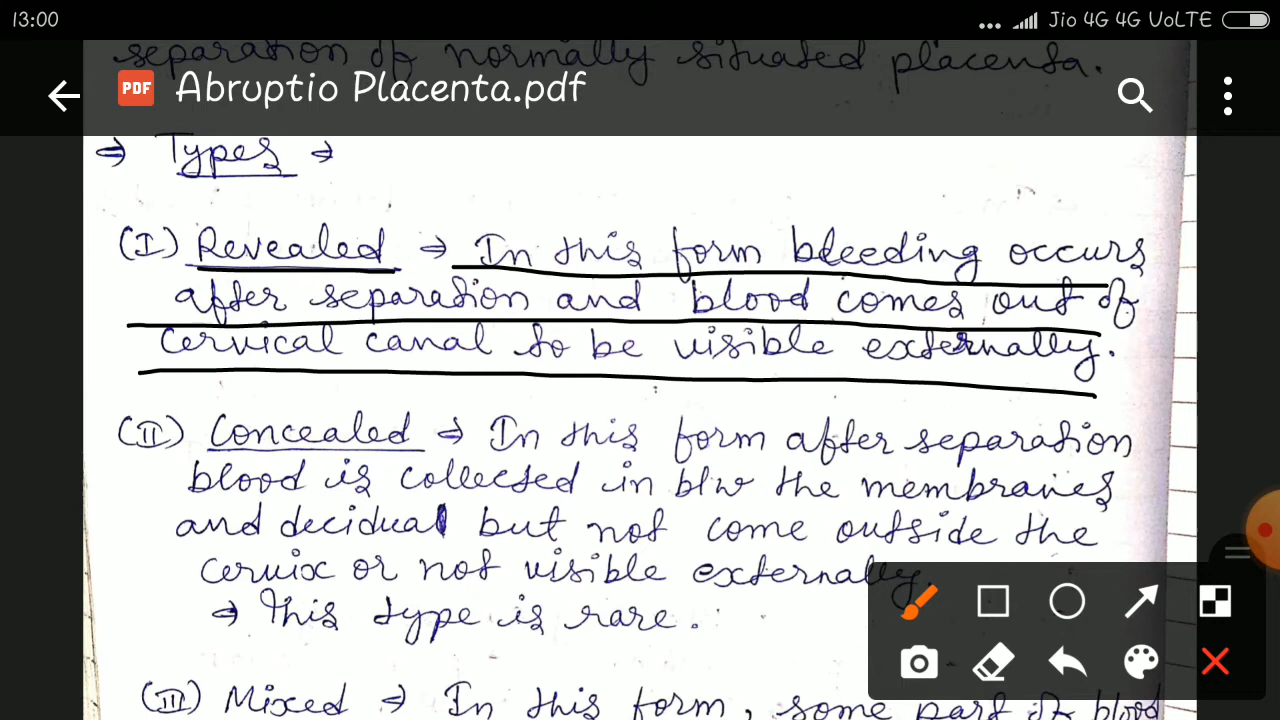 13:00
... Jio 4G 4G VoLTE
separation of normally situated placenta.
PDF Abruptio Placenta.pdf
⇒ Types →
(I) Revealed → In this form bleeding occurs
after separation and blood comes out of
cervical canal to be visible externally.
(II) Concealed → In this form after separation
blood is collected in b/w the membranes
and decidua but not come outside the
cervix or not visible externally.
→ This type is rare.
(III) Mixed → In this form, some part of blood